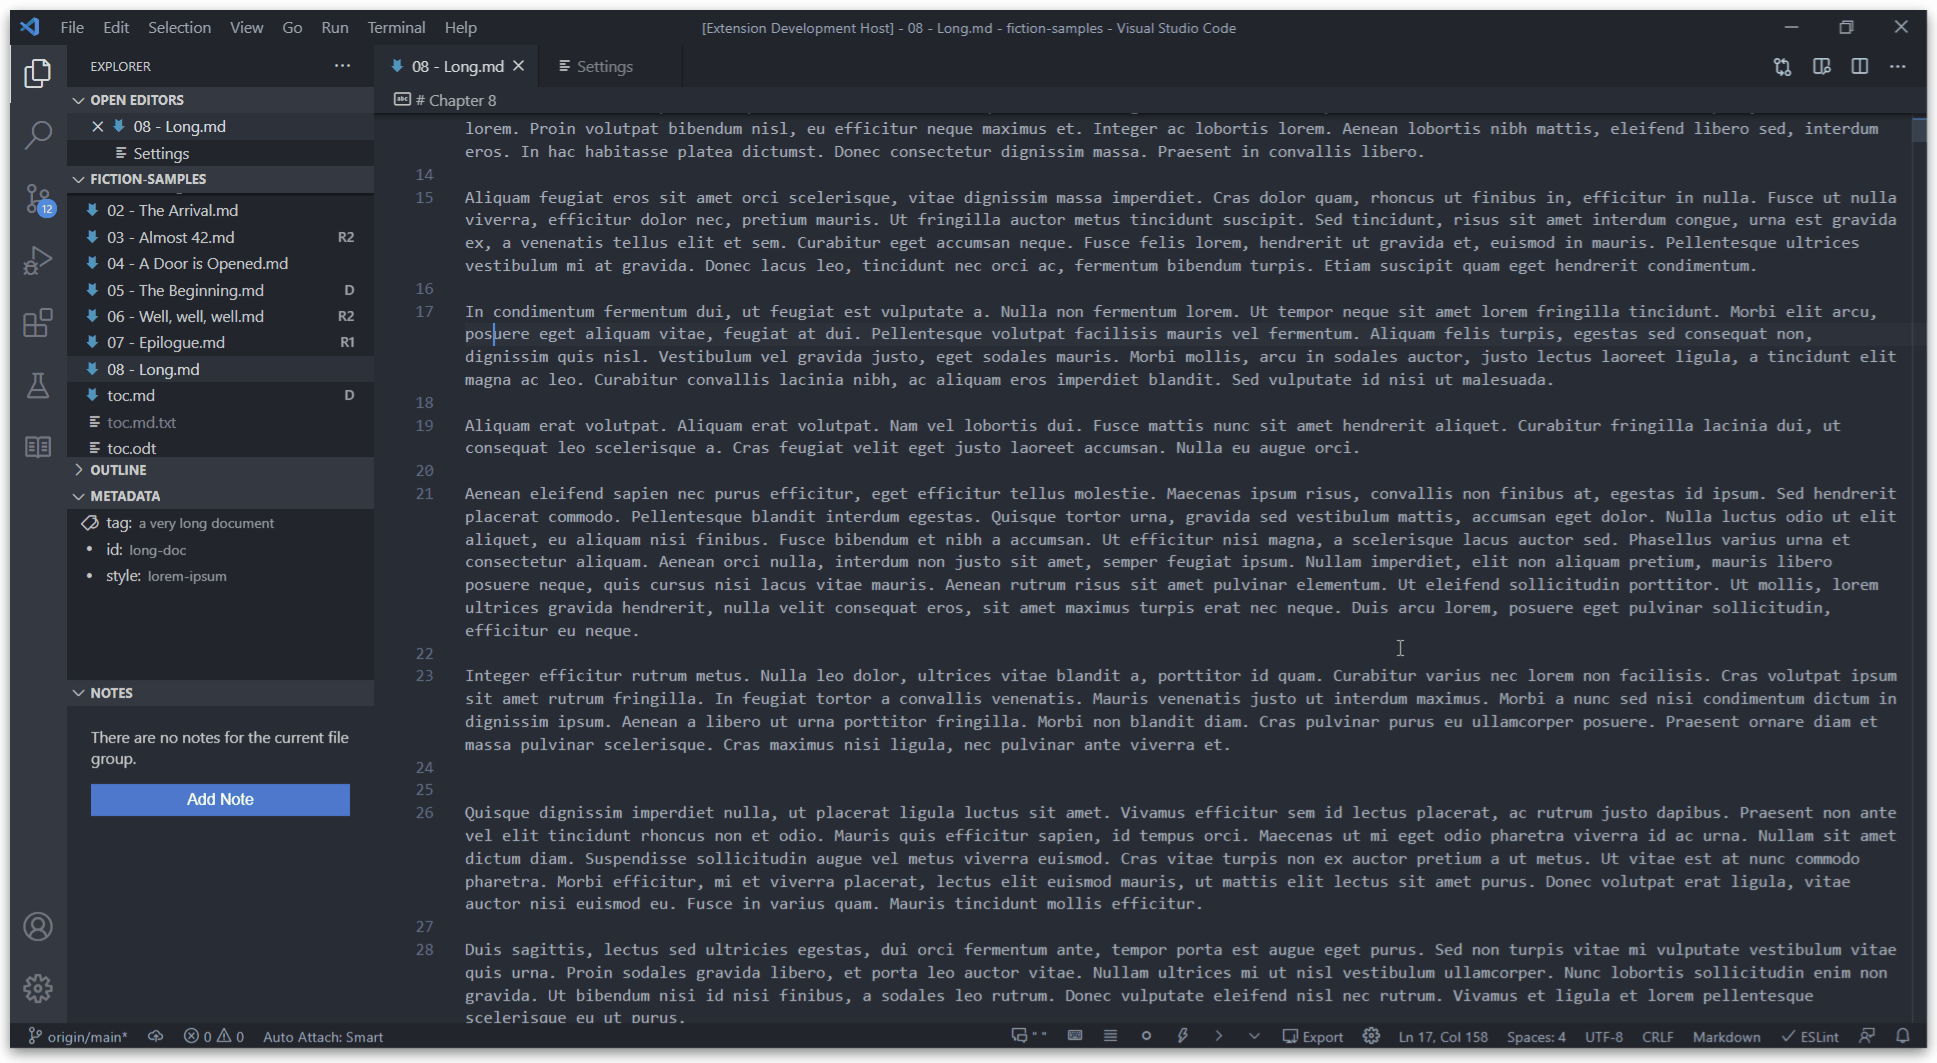 File Edit Selection View Go Run Terminal Help
[Extension Development Host] - 08 - Long.md - fiction-samples - Visual Studio Code
EXPLORER
OPEN EDITORS
08 - Long.md
Settings
FICTION-SAMPLES
02 - The Arrival.md
03 - Almost 42.md R2
04 - A Door is Opened.md
05 - The Beginning.md D
06 - Well, well, well.md R2
07 - Epilogue.md R1
08 - Long.md
toc.md D
toc.md.txt
toc.odt
OUTLINE
METADATA
tag: a very long document
id: long-doc
style: lorem-ipsum
NOTES
There are no notes for the current file
group.
Add Note
12
08 - Long.md
Settings
# Chapter 8
lorem. Proin volutpat bibendum nisl, eu efficitur neque maximus et. Integer ac lobortis lorem. Aenean lobortis nibh mattis, eleifend libero sed, interdum
eros. In hac habitasse platea dictumst. Donec consectetur dignissim massa. Praesent in convallis libero.
14
15 Aliquam feugiat eros sit amet orci scelerisque, vitae dignissim massa imperdiet. Cras dolor quam, rhoncus ut finibus in, efficitur in nulla. Fusce ut nulla
viverra, efficitur dolor nec, pretium mauris. Ut fringilla auctor metus tincidunt suscipit. Sed tincidunt, risus sit amet interdum congue, urna est gravida
ex, a venenatis tellus elit et sem. Curabitur eget accumsan neque. Fusce felis lorem, hendrerit ut gravida et, euismod in mauris. Pellentesque ultrices
vestibulum mi at gravida. Donec lacus leo, tincidunt nec orci ac, fermentum bibendum turpis. Etiam suscipit quam eget hendrerit condimentum.
16
17 In condimentum fermentum dui, ut feugiat est vulputate a. Nulla non fermentum lorem. Ut tempor neque sit amet lorem fringilla tincidunt. Morbi elit arcu,
posuere eget aliquam vitae, feugiat at dui. Pellentesque volutpat facilisis mauris vel fermentum. Aliquam felis turpis, egestas sed consequat non,
dignissim quis nisl. Vestibulum vel gravida justo, eget sodales mauris. Morbi mollis, arcu in sodales auctor, justo lectus laoreet ligula, a tincidunt elit
magna ac leo. Curabitur convallis lacinia nibh, ac aliquam eros imperdiet blandit. Sed vulputate id nisi ut malesuada.
18
19 Aliquam erat volutpat. Aliquam erat volutpat. Nam vel lobortis dui. Fusce mattis nunc sit amet hendrerit aliquet. Curabitur fringilla lacinia dui, ut
consequat leo scelerisque a. Cras feugiat velit eget justo laoreet accumsan. Nulla eu augue orci.
20
21 Aenean eleifend sapien nec purus efficitur, eget efficitur tellus molestie. Maecenas ipsum risus, convallis non finibus at, egestas id ipsum. Sed hendrerit
placerat commodo. Pellentesque blandit interdum egestas. Quisque tortor urna, gravida sed vestibulum mattis, accumsan eget dolor. Nulla luctus odio ut elit
aliquet, eu aliquam nisi finibus. Fusce bibendum et nibh a accumsan. Ut efficitur nisi magna, a scelerisque lacus auctor sed. Phasellus varius urna et
consectetur aliquam. Aenean orci nulla, interdum non justo sit amet, semper feugiat ipsum. Nullam imperdiet, elit non aliquam pretium, mauris libero
posuere neque, quis cursus nisi lacus vitae mauris. Aenean rutrum risus sit amet pulvinar elementum. Ut eleifend sollicitudin porttitor. Ut mollis, lorem
ultrices gravida hendrerit, nulla velit consequat eros, sit amet maximus turpis erat nec neque. Duis arcu lorem, posuere eget pulvinar sollicitudin,
efficitur eu neque.
22
23 Integer efficitur rutrum metus. Nulla leo dolor, ultrices vitae blandit a, porttitor id quam. Curabitur varius nec lorem non facilisis. Cras volutpat ipsum
sit amet rutrum fringilla. In feugiat tortor a convallis venenatis. Mauris venenatis justo ut interdum maximus. Morbi a nunc sed nisi condimentum dictum in
dignissim ipsum. Aenean a libero ut urna porttitor fringilla. Morbi non blandit diam. Cras pulvinar purus eu ullamcorper posuere. Praesent ornare diam et
massa pulvinar scelerisque. Cras maximus nisi ligula, nec pulvinar ante viverra et.
24
25
26 Quisque dignissim imperdiet nulla, ut placerat ligula luctus sit amet. Vivamus efficitur sem id lectus placerat, ac rutrum justo dapibus. Praesent non ante
vel elit tincidunt rhoncus non et odio. Mauris quis efficitur sapien, id tempus orci. Maecenas ut mi eget odio pharetra viverra id ac urna. Nullam sit amet
dictum diam. Suspendisse sollicitudin augue vel metus viverra euismod. Cras vitae turpis non ex auctor pretium a ut metus. Ut vitae est at nunc commodo
pharetra. Morbi efficitur, mi et viverra placerat, lectus elit euismod mauris, ut mattis elit lectus sit amet purus. Donec volutpat erat ligula, vitae
auctor nisi euismod eu. Fusce in varius quam. Mauris tincidunt mollis efficitur.
27
28 Duis sagittis, lectus sed ultricies egestas, dui orci fermentum ante, tempor porta est augue eget purus. Sed non turpis vitae mi vulputate vestibulum vitae
quis urna. Proin sodales gravida libero, et porta leo auctor vitae. Nullam ultrices mi ut nisl vestibulum ullamcorper. Nunc lobortis sollicitudin enim non
gravida. Ut bibendum nisi id nisi finibus, a sodales leo rutrum. Donec vulputate eleifend nisl nec rutrum. Vivamus et ligula et lorem pellentesque
scelerisque eu ut purus.
origin/main* 0 0 Auto Attach: Smart " " Export Ln 17, Col 158 Spaces: 4 UTF-8 CRLF Markdown ESLint